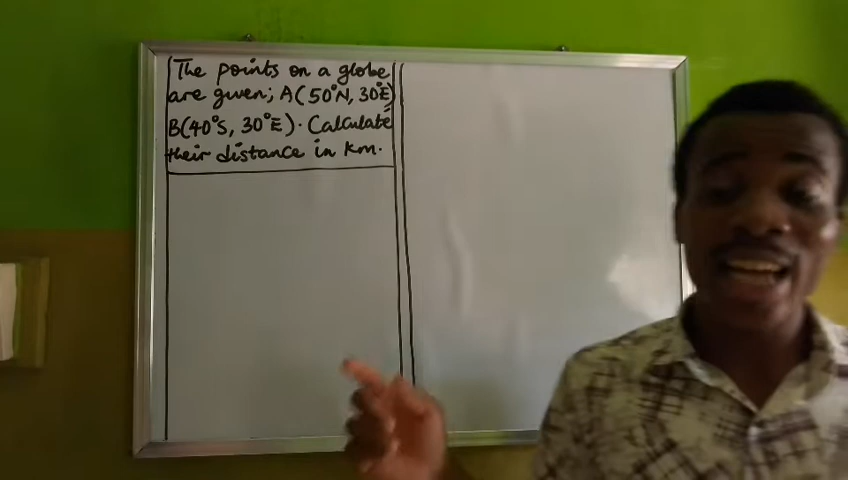 The points on a globe
are given; A(50°N, 30°E)
B(40°S, 30°E). Calculate
their distance in km.